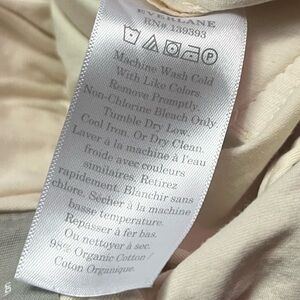 EVERLANE
RN# 139393
Machine Wash Cold
With Like Colors.
Remove Promptly.
Non-Chlorine Bleach Only.
Tumble Dry Low.
Cool Iron. Or Dry Clean.
Laver à la machine à l'eau
froide avec couleurs
similaires. Retirez
rapidement. Blanchir sans
chlore. Sécher à la machine
basse temperature.
Repasser à fer bas.
Ou nettoyer à sec.
98% Organic Cotton /
Coton Organique.